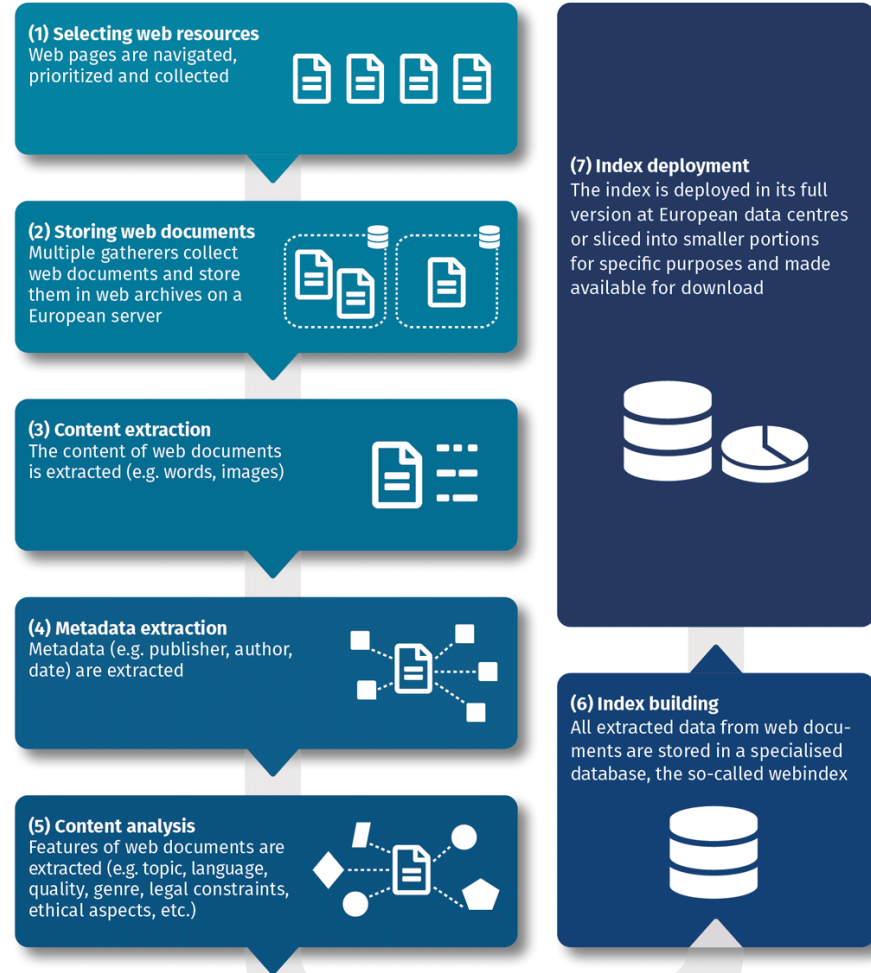 (1) Selecting web resources
Web pages are navigated,
prioritized and collected
(2) Storing web documents
Multiple gatherers collect
web documents and store
them in web archives on a
European server
(3) Content extraction
The content of web documents
is extracted (e.g. words, images)
(4) Metadata extraction
Metadata (e.g. publisher, author,
date) are extracted
(5) Content analysis
Features of web documents are
extracted (e.g. topic, language,
quality, genre, legal constraints,
ethical aspects, etc.)
(6) Index building
All extracted data from web docu-
ments are stored in a specialised
database, the so-called webindex
(7) Index deployment
The index is deployed in its full
version at European data centres
or sliced into smaller portions
for specific purposes and made
available for download